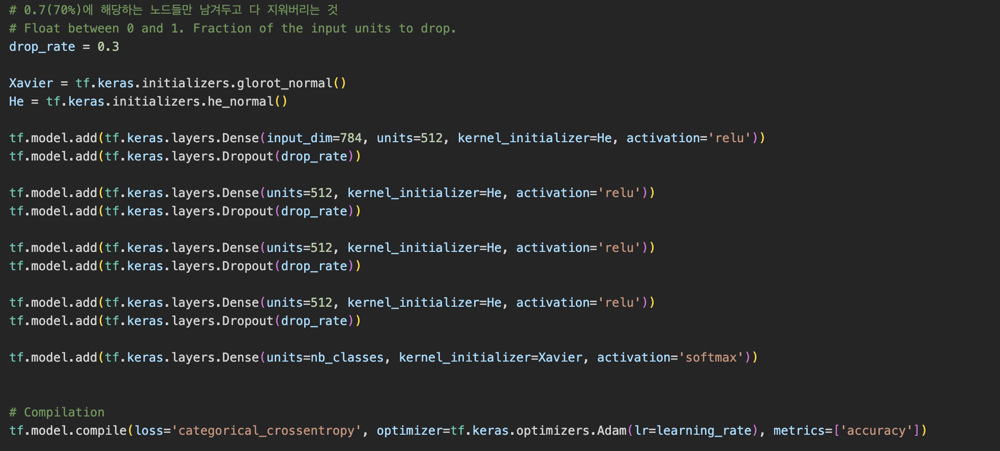 # 0.7(70%)에 해당하는 노드들만 남겨두고 다 지워버리는 것
# Float between 0 and 1. Fraction of the input units to drop.
drop_rate = 0.3
Xavier = tf.keras.initializers.glorot_normal()
He = tf.keras.initializers.he_normal()
tf.model.add(tf.keras.layers.Dense(input_dim=784, units=512, kernel_initializer=He, activation='relu'))
tf.model.add(tf.keras.layers.Dropout(drop_rate))
tf.model.add(tf.keras.layers.Dense(units=512, kernel_initializer=He, activation='relu'))
tf.model.add(tf.keras.layers.Dropout(drop_rate))
tf.model.add(tf.keras.layers.Dense(units=512, kernel_initializer=He, activation='relu'))
tf.model.add(tf.keras.layers.Dropout(drop_rate))
tf.model.add(tf.keras.layers.Dense(units=512, kernel_initializer=He, activation='relu'))
tf.model.add(tf.keras.layers.Dropout(drop_rate))
tf.model.add(tf.keras.layers.Dense(units=nb_classes, kernel_initializer=Xavier, activation='softmax'))
# Compilation
tf.model.compile(loss='categorical_crossentropy', optimizer=tf.keras.optimizers.Adam(lr=learning_rate), metrics=['accuracy'])